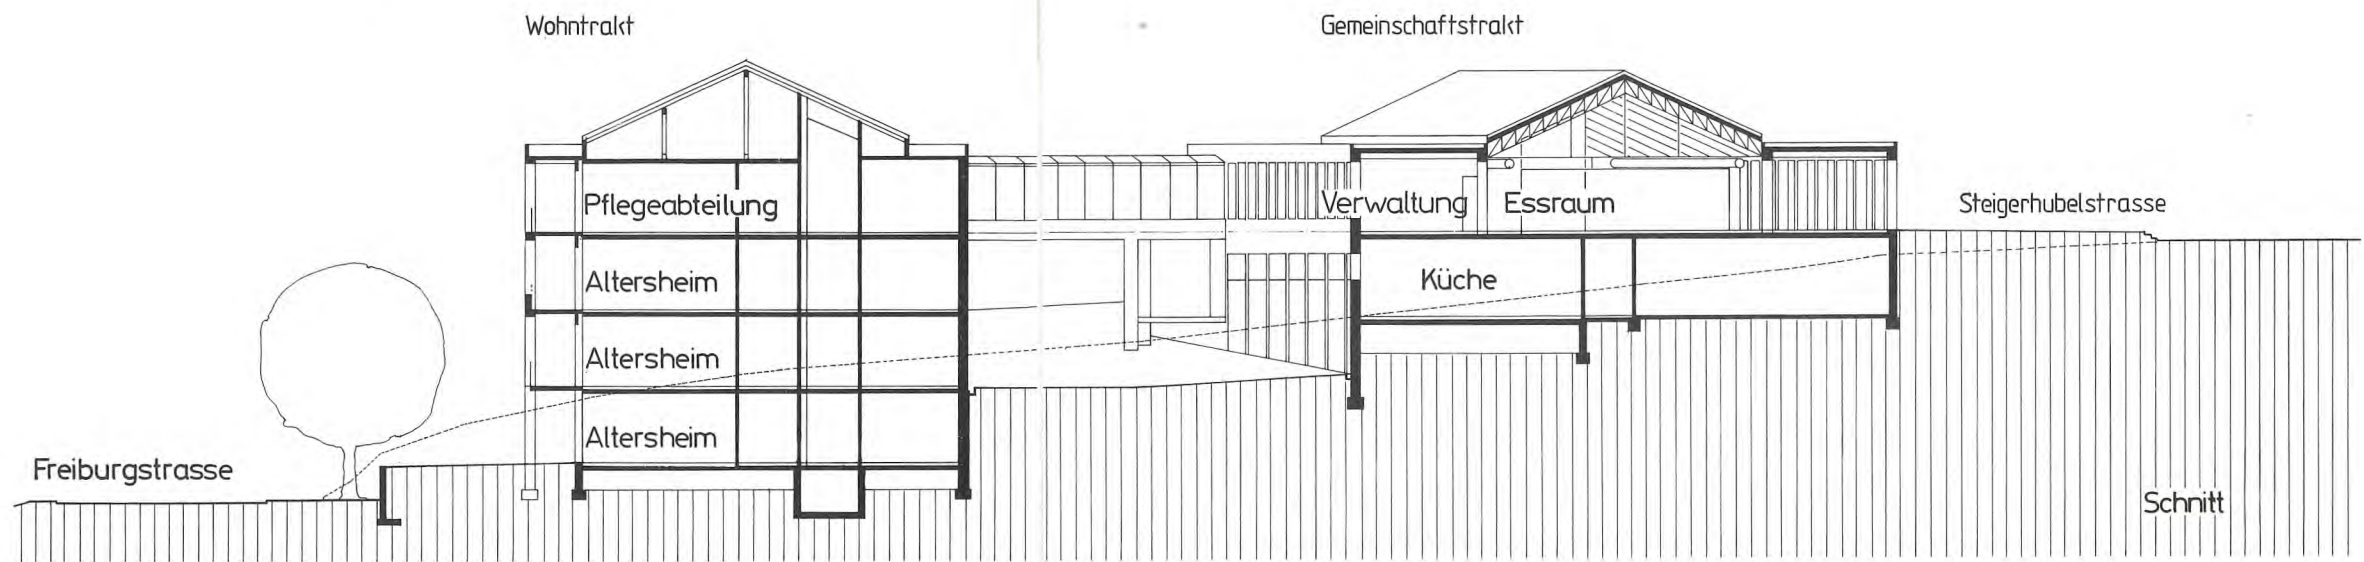 Wohntrakt
Gemeinschaftstrakt
Pflegeabteilung
Verwaltung
Essraum
Steigerhubelstrasse
Altersheim
Küche
Altersheim
Altersheim
Freiburgstrasse
Schnitt